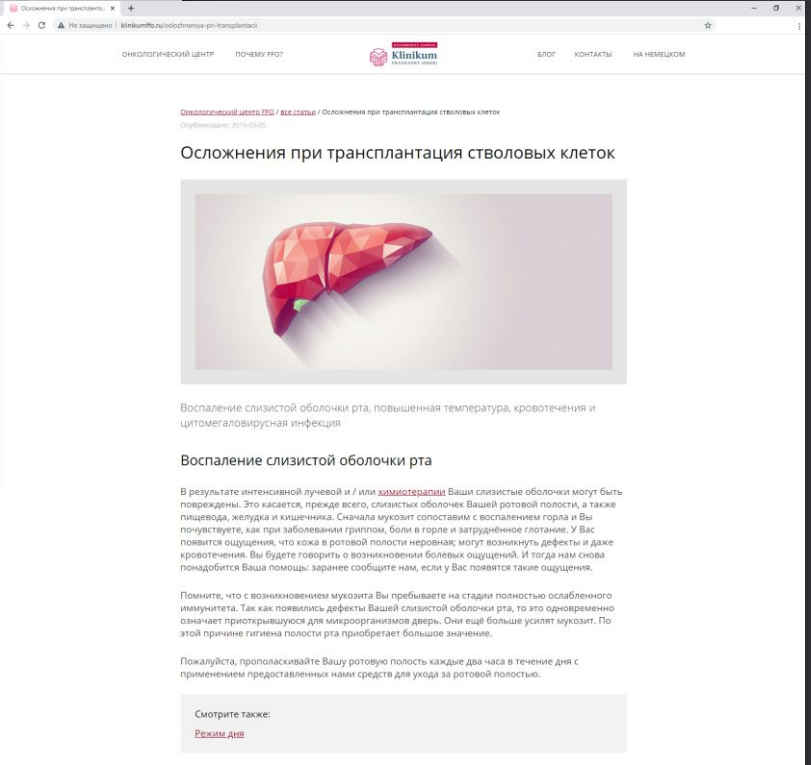 Осложнения при трансплантац
Не защищено | klinikumffo.ru/oslozhneniya-pri-transplantacii
ОНКОЛОГИЧЕСКИЙ ЦЕНТР ПОЧЕМУ FFO? Klinikum БЛОГ КОНТАКТЫ НА НЕМЕЦКОМ
Онкологический центр FFO / все статьи / Осложнения при трансплантация стволовых клеток
Опубликовано: 2019-03-05
Осложнения при трансплантация стволовых клеток
Воспаление слизистой оболочки рта, повышенная температура, кровотечения и
цитомегаловирусная инфекция
Воспаление слизистой оболочки рта
В результате интенсивной лучевой и / или химиотерапии Ваши слизистые оболочки могут быть
повреждены. Это касается, прежде всего, слизистых оболочек Вашей ротовой полости, а также
пищевода, желудка и кишечника. Сначала мукозит сопоставим с воспалением горла и Вы
почувствуете, как при заболевании гриппом, боли в горле и затруднённое глотание. У Вас
появится ощущения, что кожа в ротовой полости неровная; могут возникнуть дефекты и даже
кровотечения. Вы будете говорить о возникновении болевых ощущений. И тогда нам снова
понадобится Ваша помощь: заранее сообщите нам, если у Вас появятся такие ощущения.
Помните, что с возникновением мукозита Вы пребываете на стадии полностью ослабленного
иммунитета. Так как появились дефекты Вашей слизистой оболочки рта, то это одновременно
означает приоткрывшуюся для микроорганизмов дверь. Они ещё больше усилят мукозит. По
этой причине гигиена полости рта приобретает большое значение.
Пожалуйста, прополаскивайте Вашу ротовую полость каждые два часа в течение дня с
применением предоставленных нами средств для ухода за ротовой полостью.
Смотрите также:
Режим дня